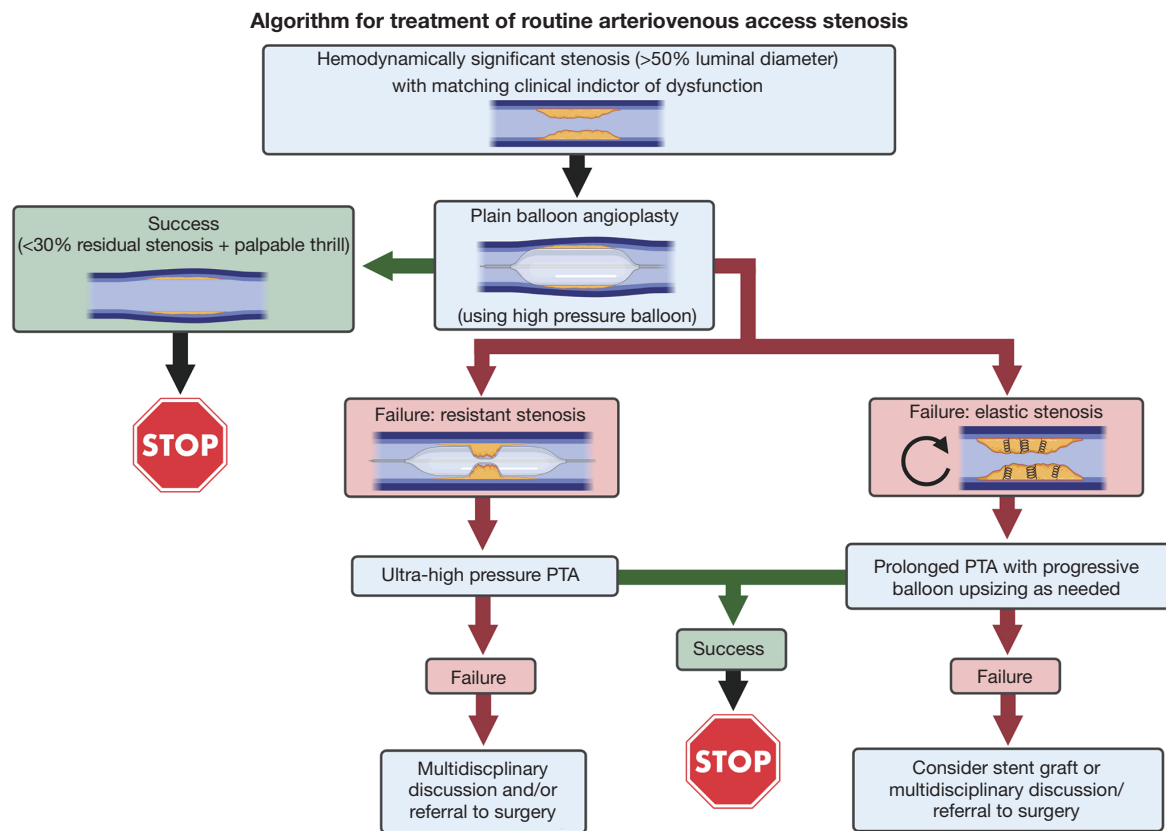 Algorithm for treatment of routine arteriovenous access stenosis
Hemodynamically significant stenosis (>50% luminal diameter)
with matching clinical indictor of dysfunction
Plain balloon angioplasty
(using high pressure balloon)
Success
(<30% residual stenosis + palpable thrill)
STOP
Failure: resistant stenosis
Failure: elastic stenosis
Ultra-high pressure PTA
Prolonged PTA with progressive
balloon upsizing as needed
Success
STOP
Failure
Failure
Multidiscplinary
discussion and/or
referral to surgery
Consider stent graft or
multidisciplinary discussion/
referral to surgery